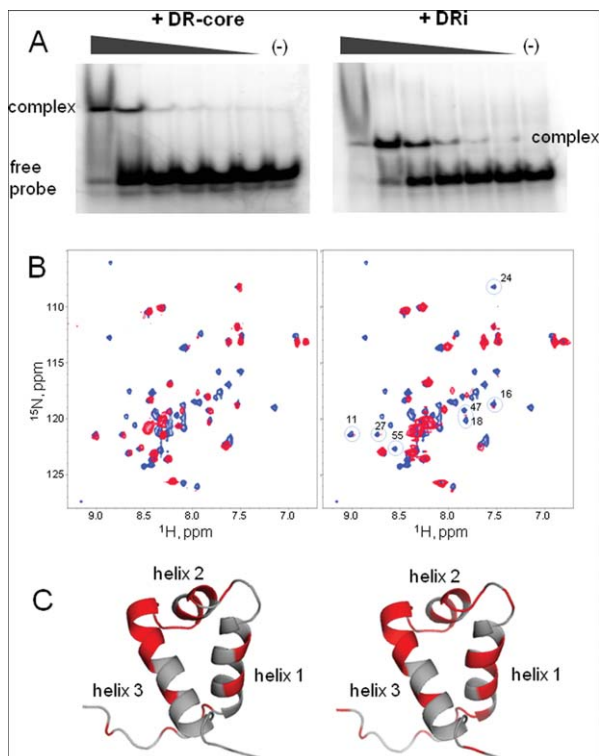 A
+ DR-core
(-)
complex
free
probe
+ DRi
(-)
complex
B
110
115
120
125
15N, ppm
9.0 8.5 8.0 7.5 7.0
1H, ppm
24
16
47
18
11
27
55
9.0 8.5 8.0 7.5 7.0
1H, ppm
C
helix 2
helix 3
helix 1
helix 2
helix 3
helix 1